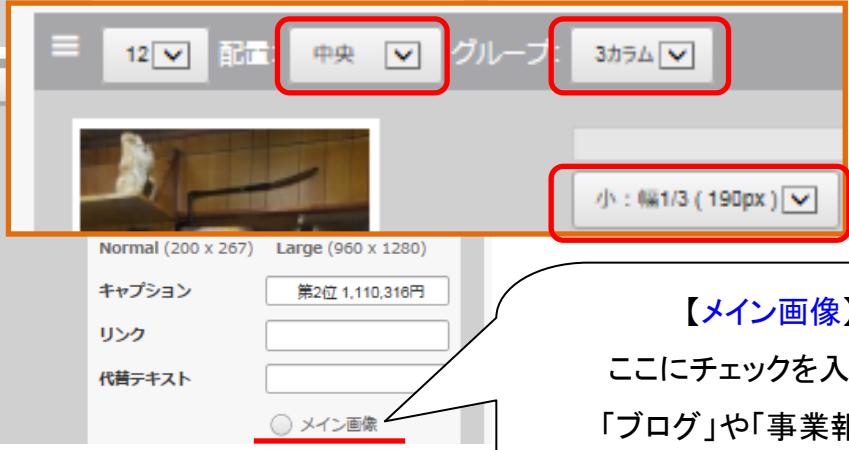 12 配置: 中央 グループ: 3カラム
小：幅1/3 ( 190px )
Normal (200 x 267) Large (960 x 1280)
キャプション 第2位 1,110,316円
リンク
代替テキスト
メイン画像
【メイン画像】
ここにチェックを入
「ブログ」や「事業報